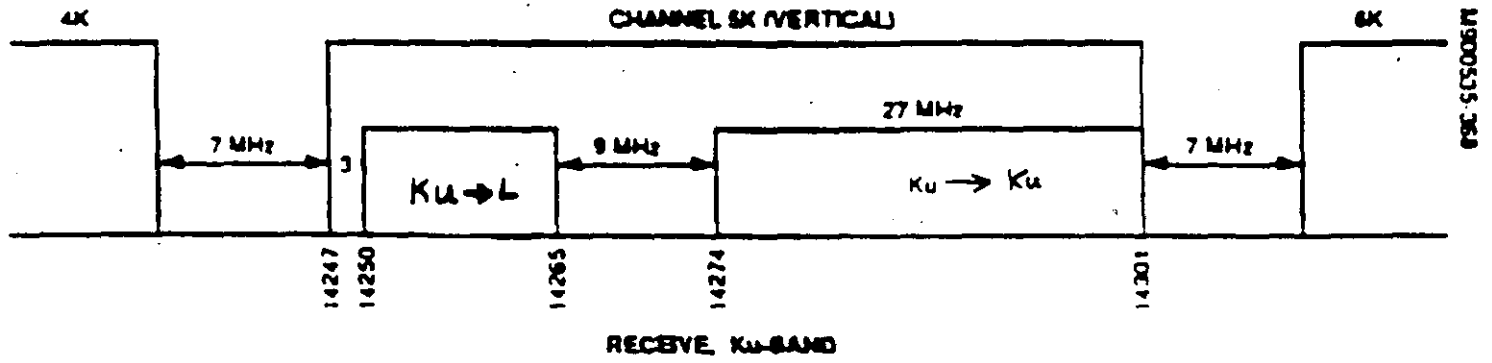 4K
CHANNEL 5K (VERTICAL)
6K
27 MHz
7 MHz
3
9 MHz
7 MHz
Ku→L
Ku → Ku
14247
14250
14265
14274
14301
RECEIVE, Ku-BAND